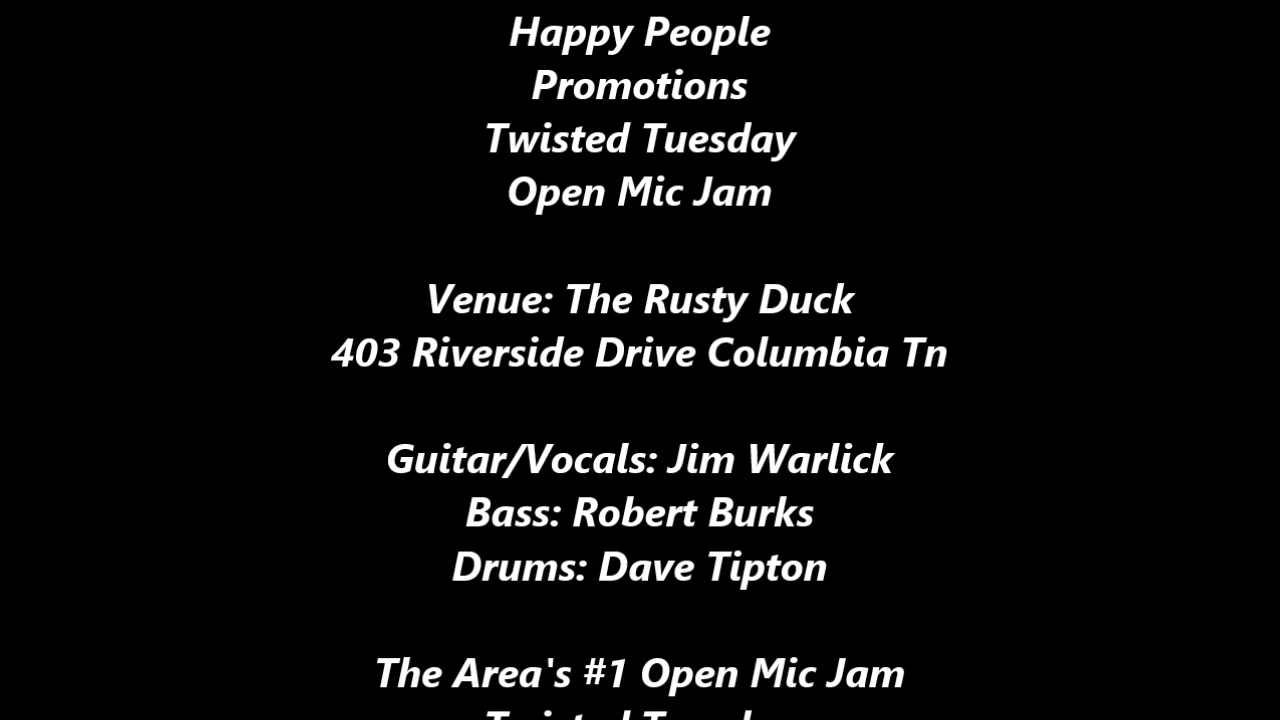 Happy People
Promotions
Twisted Tuesday
Open Mic Jam
Venue: The Rusty Duck
403 Riverside Drive Columbia Tn
Guitar/Vocals: Jim Warlick
Bass: Robert Burks
Drums: Dave Tipton
The Area's #1 Open Mic Jam